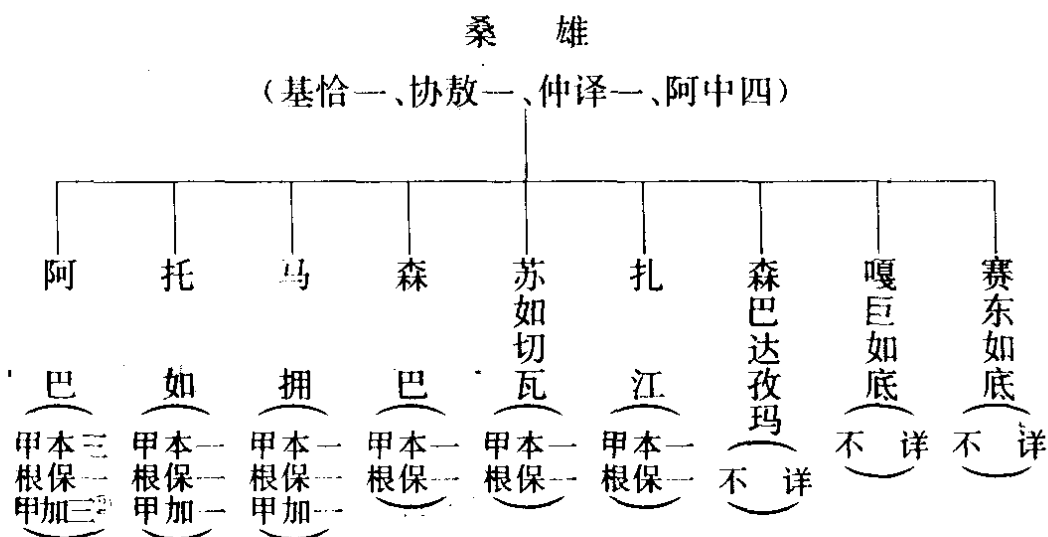 桑 雄
(基恰一、协敖一、仲译一、阿中四)
阿巴
(甲本三
根保一
甲加三)
托如
(甲本一
根保一
甲加一)
马拥
(甲本一
根保一
甲加一)
森巴
(甲本一
根保一)
苏如切瓦
(甲本一
根保一)
扎江
(甲本一
根保一)
森巴达孜玛
(不 详)
嘎巨如底
(不 详)
赛东如底
(不 详)